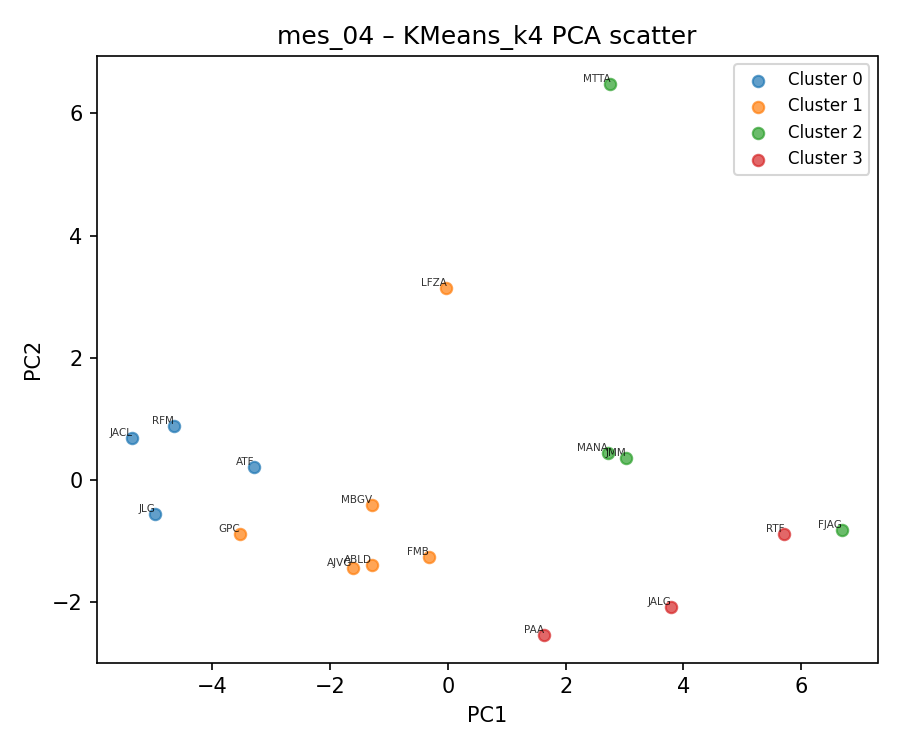 mes_04 – KMeans_k4 PCA scatter
Cluster 0
Cluster 1
Cluster 2
Cluster 3
MTTA
LFZA
RFM
JACL
ATF
JLG
GPC
MBGV
AJVG
ABLD
FMB
MANA
RTF
FJAG
JALG
PAA
PC2
6
4
2
0
−2
−4
−2
0
2
4
6
PC1